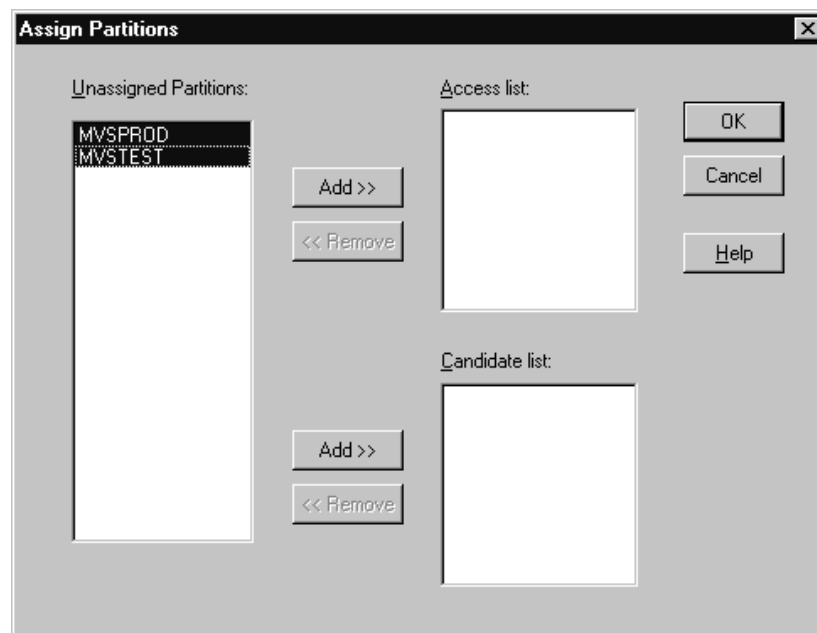 Assign Partitions
Unassigned Partitions:
MVSPROD
MVSTEST
Add >>
<< Remove
Add >>
<< Remove
Access list:
Candidate list:
OK
Cancel
Help